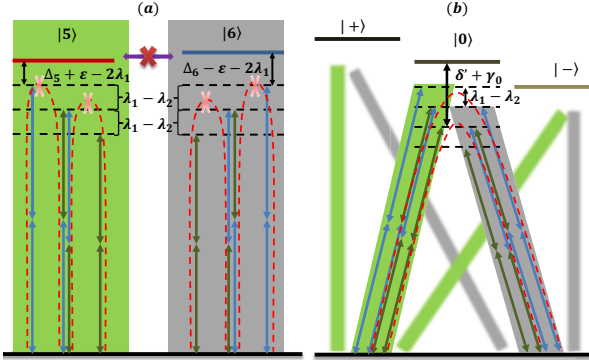 (a)
|5⟩
|6⟩
Δ5 + ε − 2λ1
Δ6 − ε − 2λ1
λ1 − λ2
λ1 − λ2
(b)
|+⟩
|0⟩
|−⟩
δ′ + γ0
λ1 − λ2